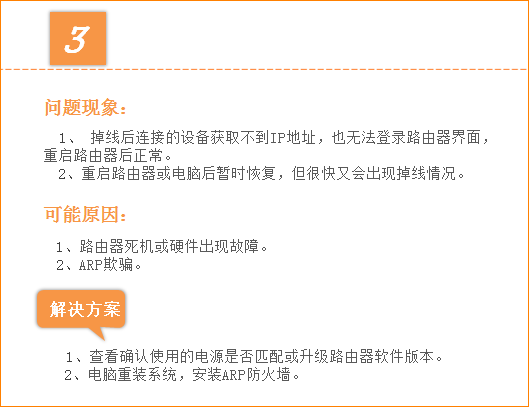 3
问题现象：
1、 掉线后连接的设备获取不到IP地址，也无法登录路由器界面，
重启路由器后正常。
2、重启路由器或电脑后暂时恢复，但很快又会出现掉线情况。
可能原因：
1、路由器死机或硬件出现故障。
2、ARP欺骗。
解决方案
1、查看确认使用的电源是否匹配或升级路由器软件版本。
2、电脑重装系统，安装ARP防火墙。